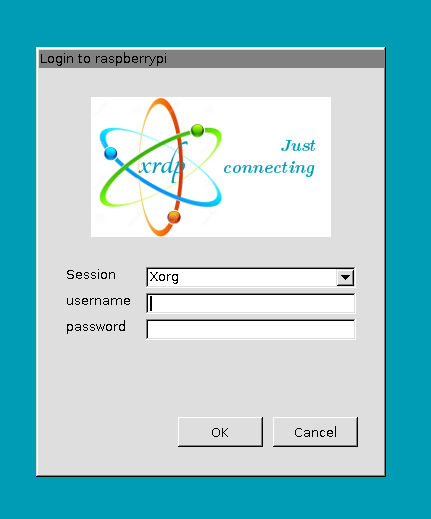 Login to raspberrypi
xrdp
Just
connecting
Session
Xorg
username
password
OK
Cancel